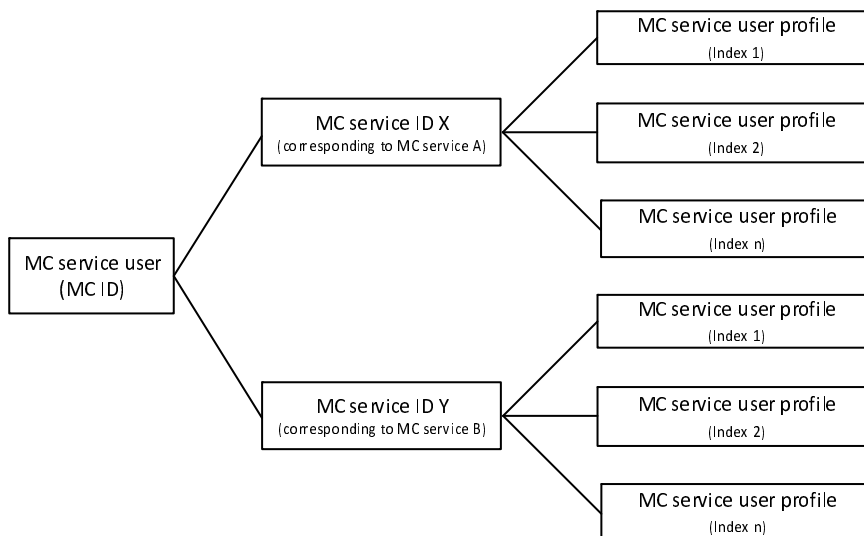 MC service user
(MC ID)
MC service ID X
(corresponding to MC service A)
MC service user profile
(Index 1)
MC service user profile
(Index 2)
MC service user profile
(Index n)
MC service ID Y
(corresponding to MC service B)
MC service user profile
(Index 1)
MC service user profile
(Index 2)
MC service user profile
(Index n)